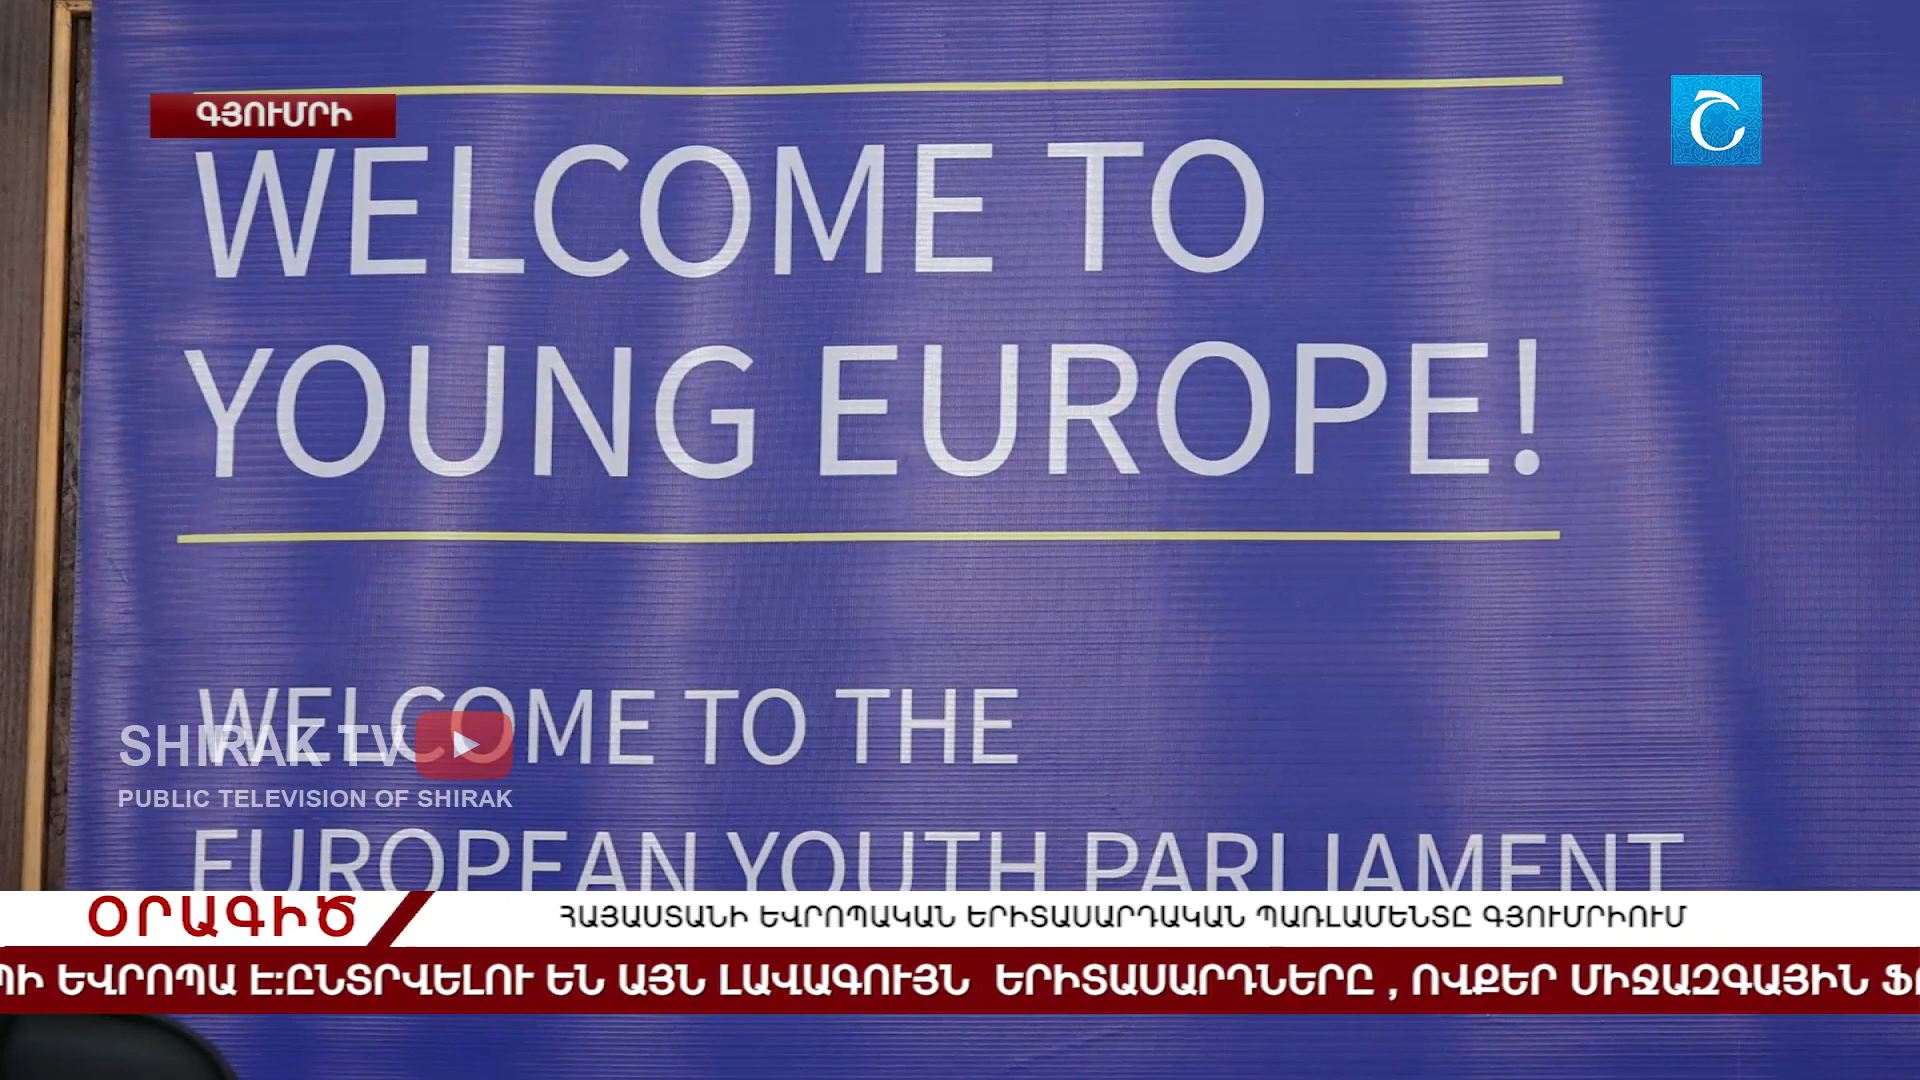 ԳՅՈՒՄՐԻ
WELCOME TO
YOUNG EUROPE!
WELCOME TO THE
SHIRAK TV
PUBLIC TELEVISION OF SHIRAK
EUROPEAN YOUTH PARLIAMENT
ՕՐԱԳԻԾ
ՀԱՅԱՍՏԱՆԻ ԵՎՐՈՊԱԿԱՆ ԵՐԻՏԱՍԱՐԴԱԿԱՆ ՊԱՌԼԱՄԵՆՏԸ ԳՅՈՒՄՐԻՈՒՄ
ԵՎՐՈՊԱ Է:ԸՆՏՐՎԵԼՈՒ ԵՆ ԱՅՆ ԼԱՎԱԳՈՒՅՆ ԵՐԻՏԱՍԱՐԴՆԵՐԸ , ՈՎՔԵՐ ՄԻՋԱԶԳԱՅԻՆ